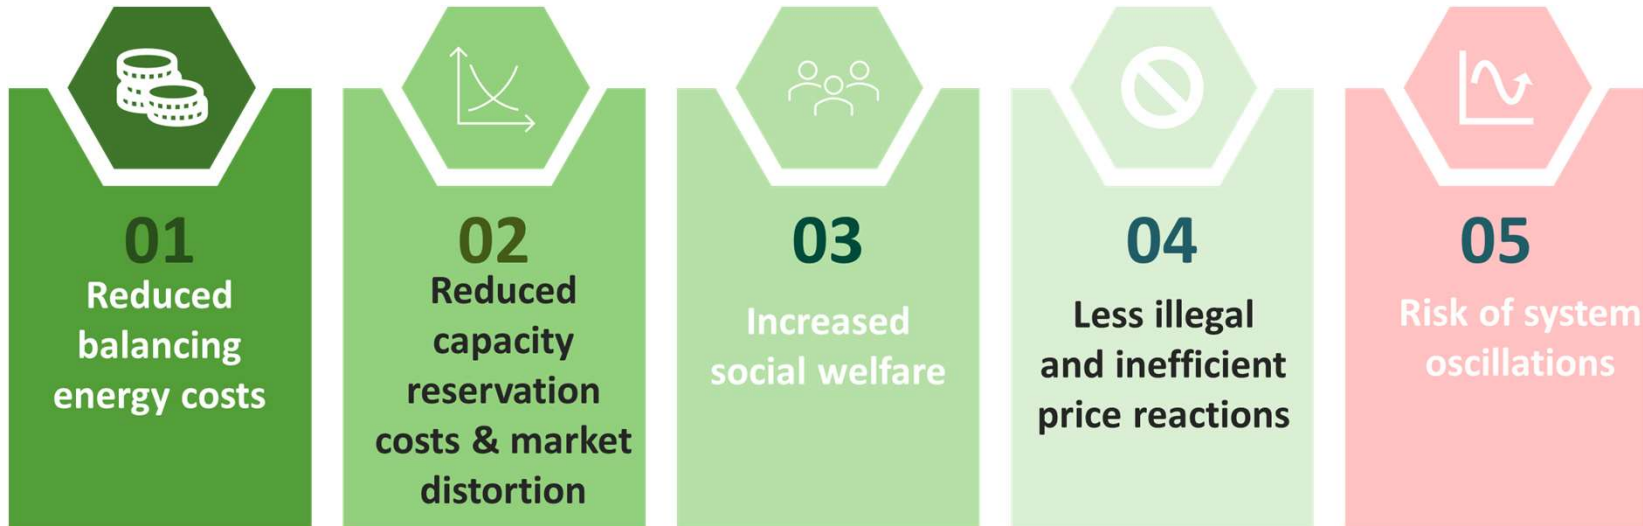 01
Reduced
balancing
energy costs
02
Reduced
capacity
reservation
costs & market
distortion
03
Increased
social welfare
04
Less illegal
and inefficient
price reactions
05
Risk of system
oscillations